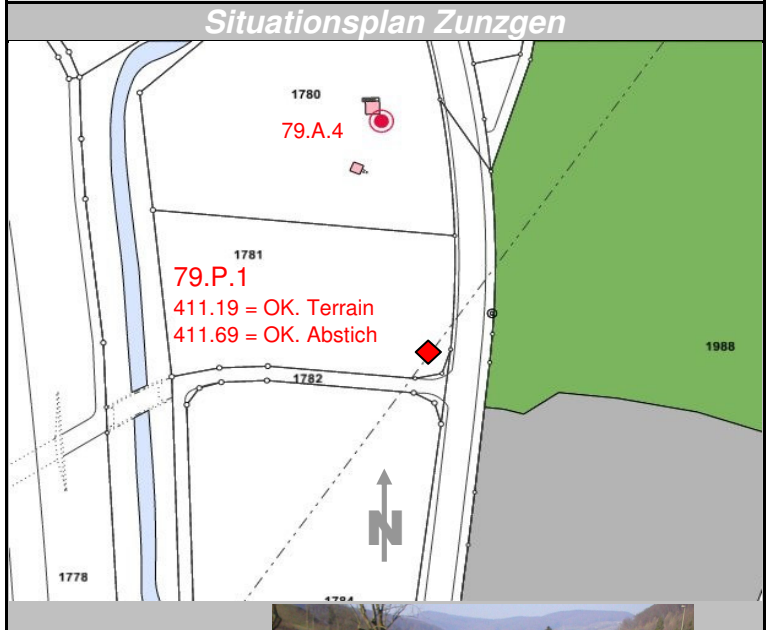 Situationsplan Zunzgen
1780
79.A.4
1781
79.P.1
411.19 = OK. Terrain
411.69 = OK. Abstich
1988
1782
N
1778
1784